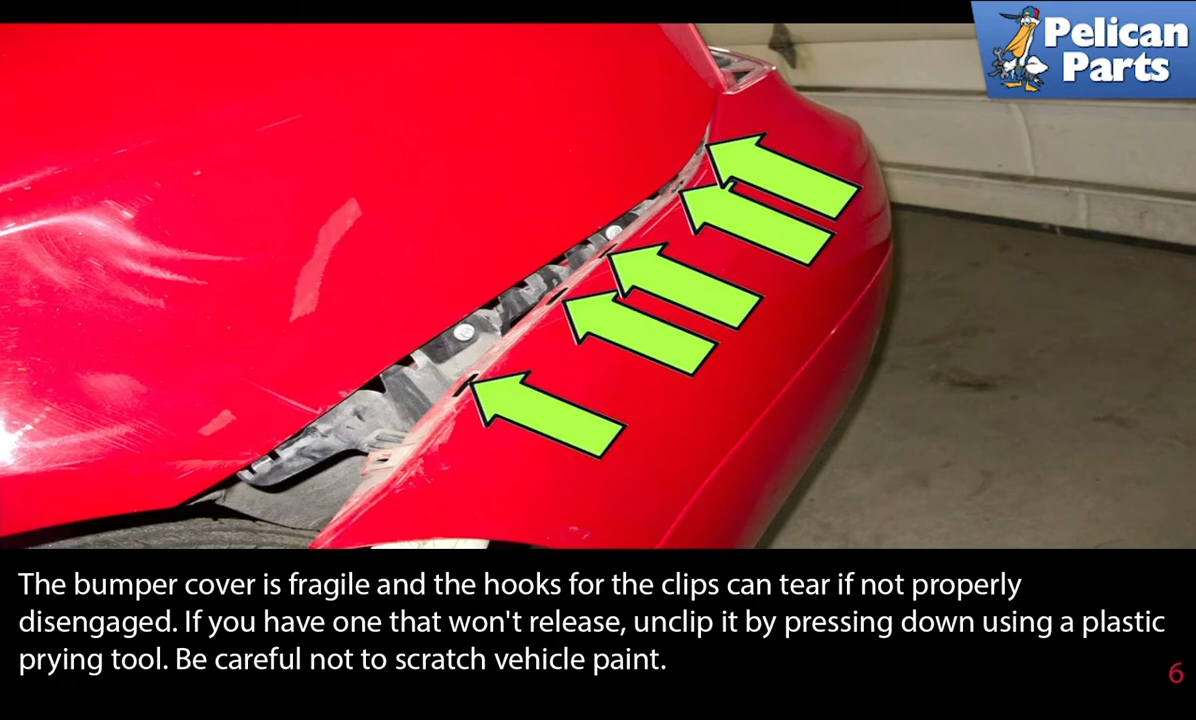 Pelican
Parts
The bumper cover is fragile and the hooks for the clips can tear if not properly
disengaged. If you have one that won't release, unclip it by pressing down using a plastic
prying tool. Be careful not to scratch vehicle paint.
6